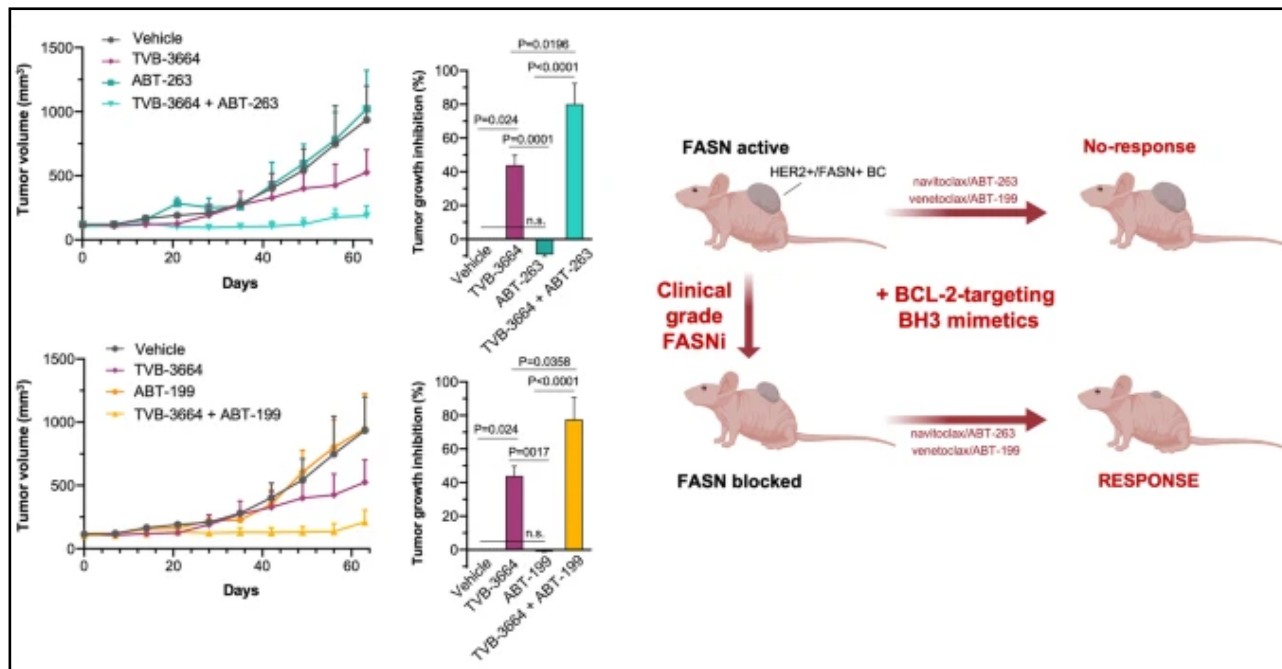 Vehicle
TVB-3664
ABT-263
TVB-3664 + ABT-263
Tumor volume (mm³)
1500
1000
500
0
0
20
40
60
Days
P=0.0196
P<0.0001
P=0.024
P=0.0001
n.s.
Tumor growth inhibition (%)
100
80
60
40
20
0
Vehicle
TVB-3664
ABT-263
TVB-3664 + ABT-263
Vehicle
TVB-3664
ABT-199
TVB-3664 + ABT-199
Tumor volume (mm³)
1500
1000
500
0
0
20
40
60
Days
P=0.0358
P<0.0001
P=0.024
P=0017
n.s.
Tumor growth inhibition (%)
100
80
60
40
20
0
Vehicle
TVB-3664
ABT-199
TVB-3664 + ABT-199
FASN active
HER2+/FASN+ BC
navitoclax/ABT-263
venetoclax/ABT-199
No-response
Clinical
grade
FASNi
+ BCL-2-targeting
BH3 mimetics
navitoclax/ABT-263
venetoclax/ABT-199
FASN blocked
RESPONSE